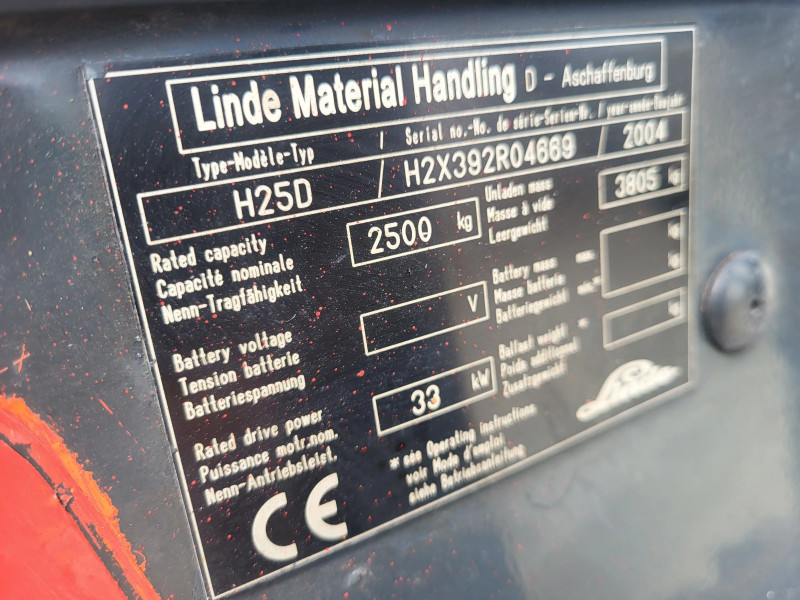 Linde Material Handling D - Aschaffenburg
Type-Modèle-Typ / Serial no.-No. de série-Serien-Nr. / year-année-Baujahr
H25D / H2X392R04669 / 2004
Rated capacity
Capacité nominale
Nenn-Tragfähigkeit
2500 kg
Unladen mass
Masse à vide
Leergewicht
3805 kg
Battery voltage
Tension batterie
Batteriespannung
V
Battery mass max.
Masse batterie
Batteriegewicht min.*
kg
kg
Rated drive power
Puissance motr.nom.
Nenn-Antriebsleist.
33 kW
Ballast weight *
Poids additionnel
Zusatzgewicht
kg
*see Operating instructions
voir Mode d'emploi
siehe Betriebsanleitung
CE